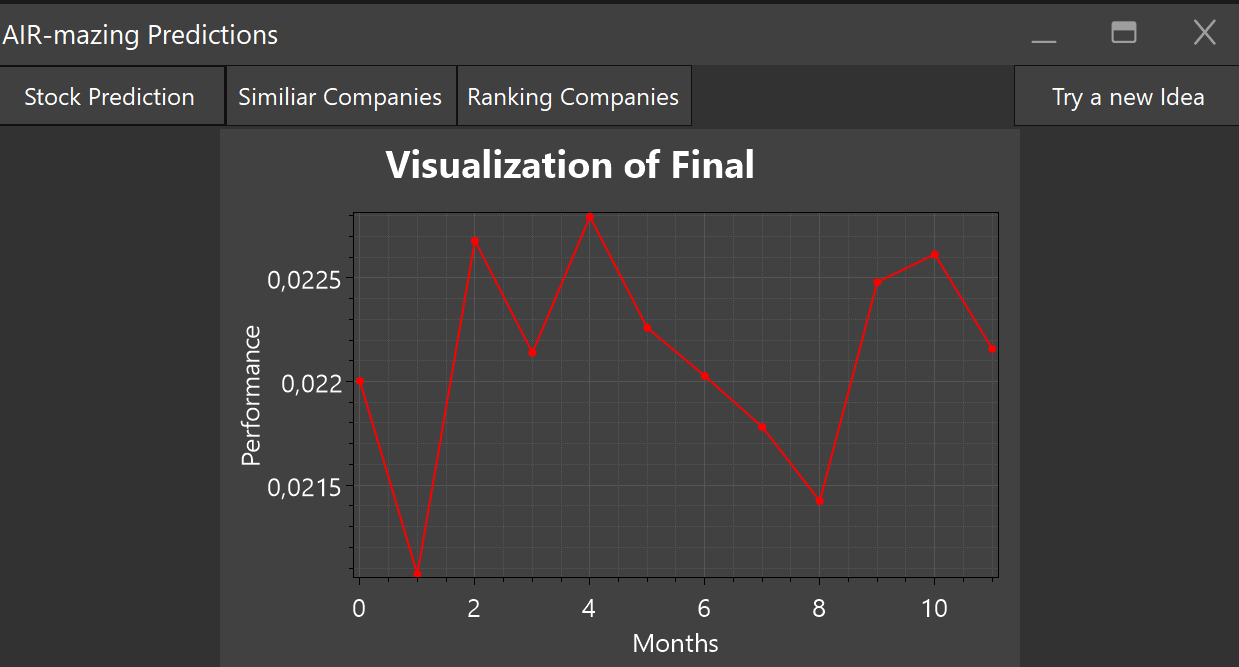 AIR-mazing Predictions
Stock Prediction Similiar Companies Ranking Companies Try a new Idea
Visualization of Final
0,0225
0,022
0,0215
Performance
0 2 4 6 8 10
Months